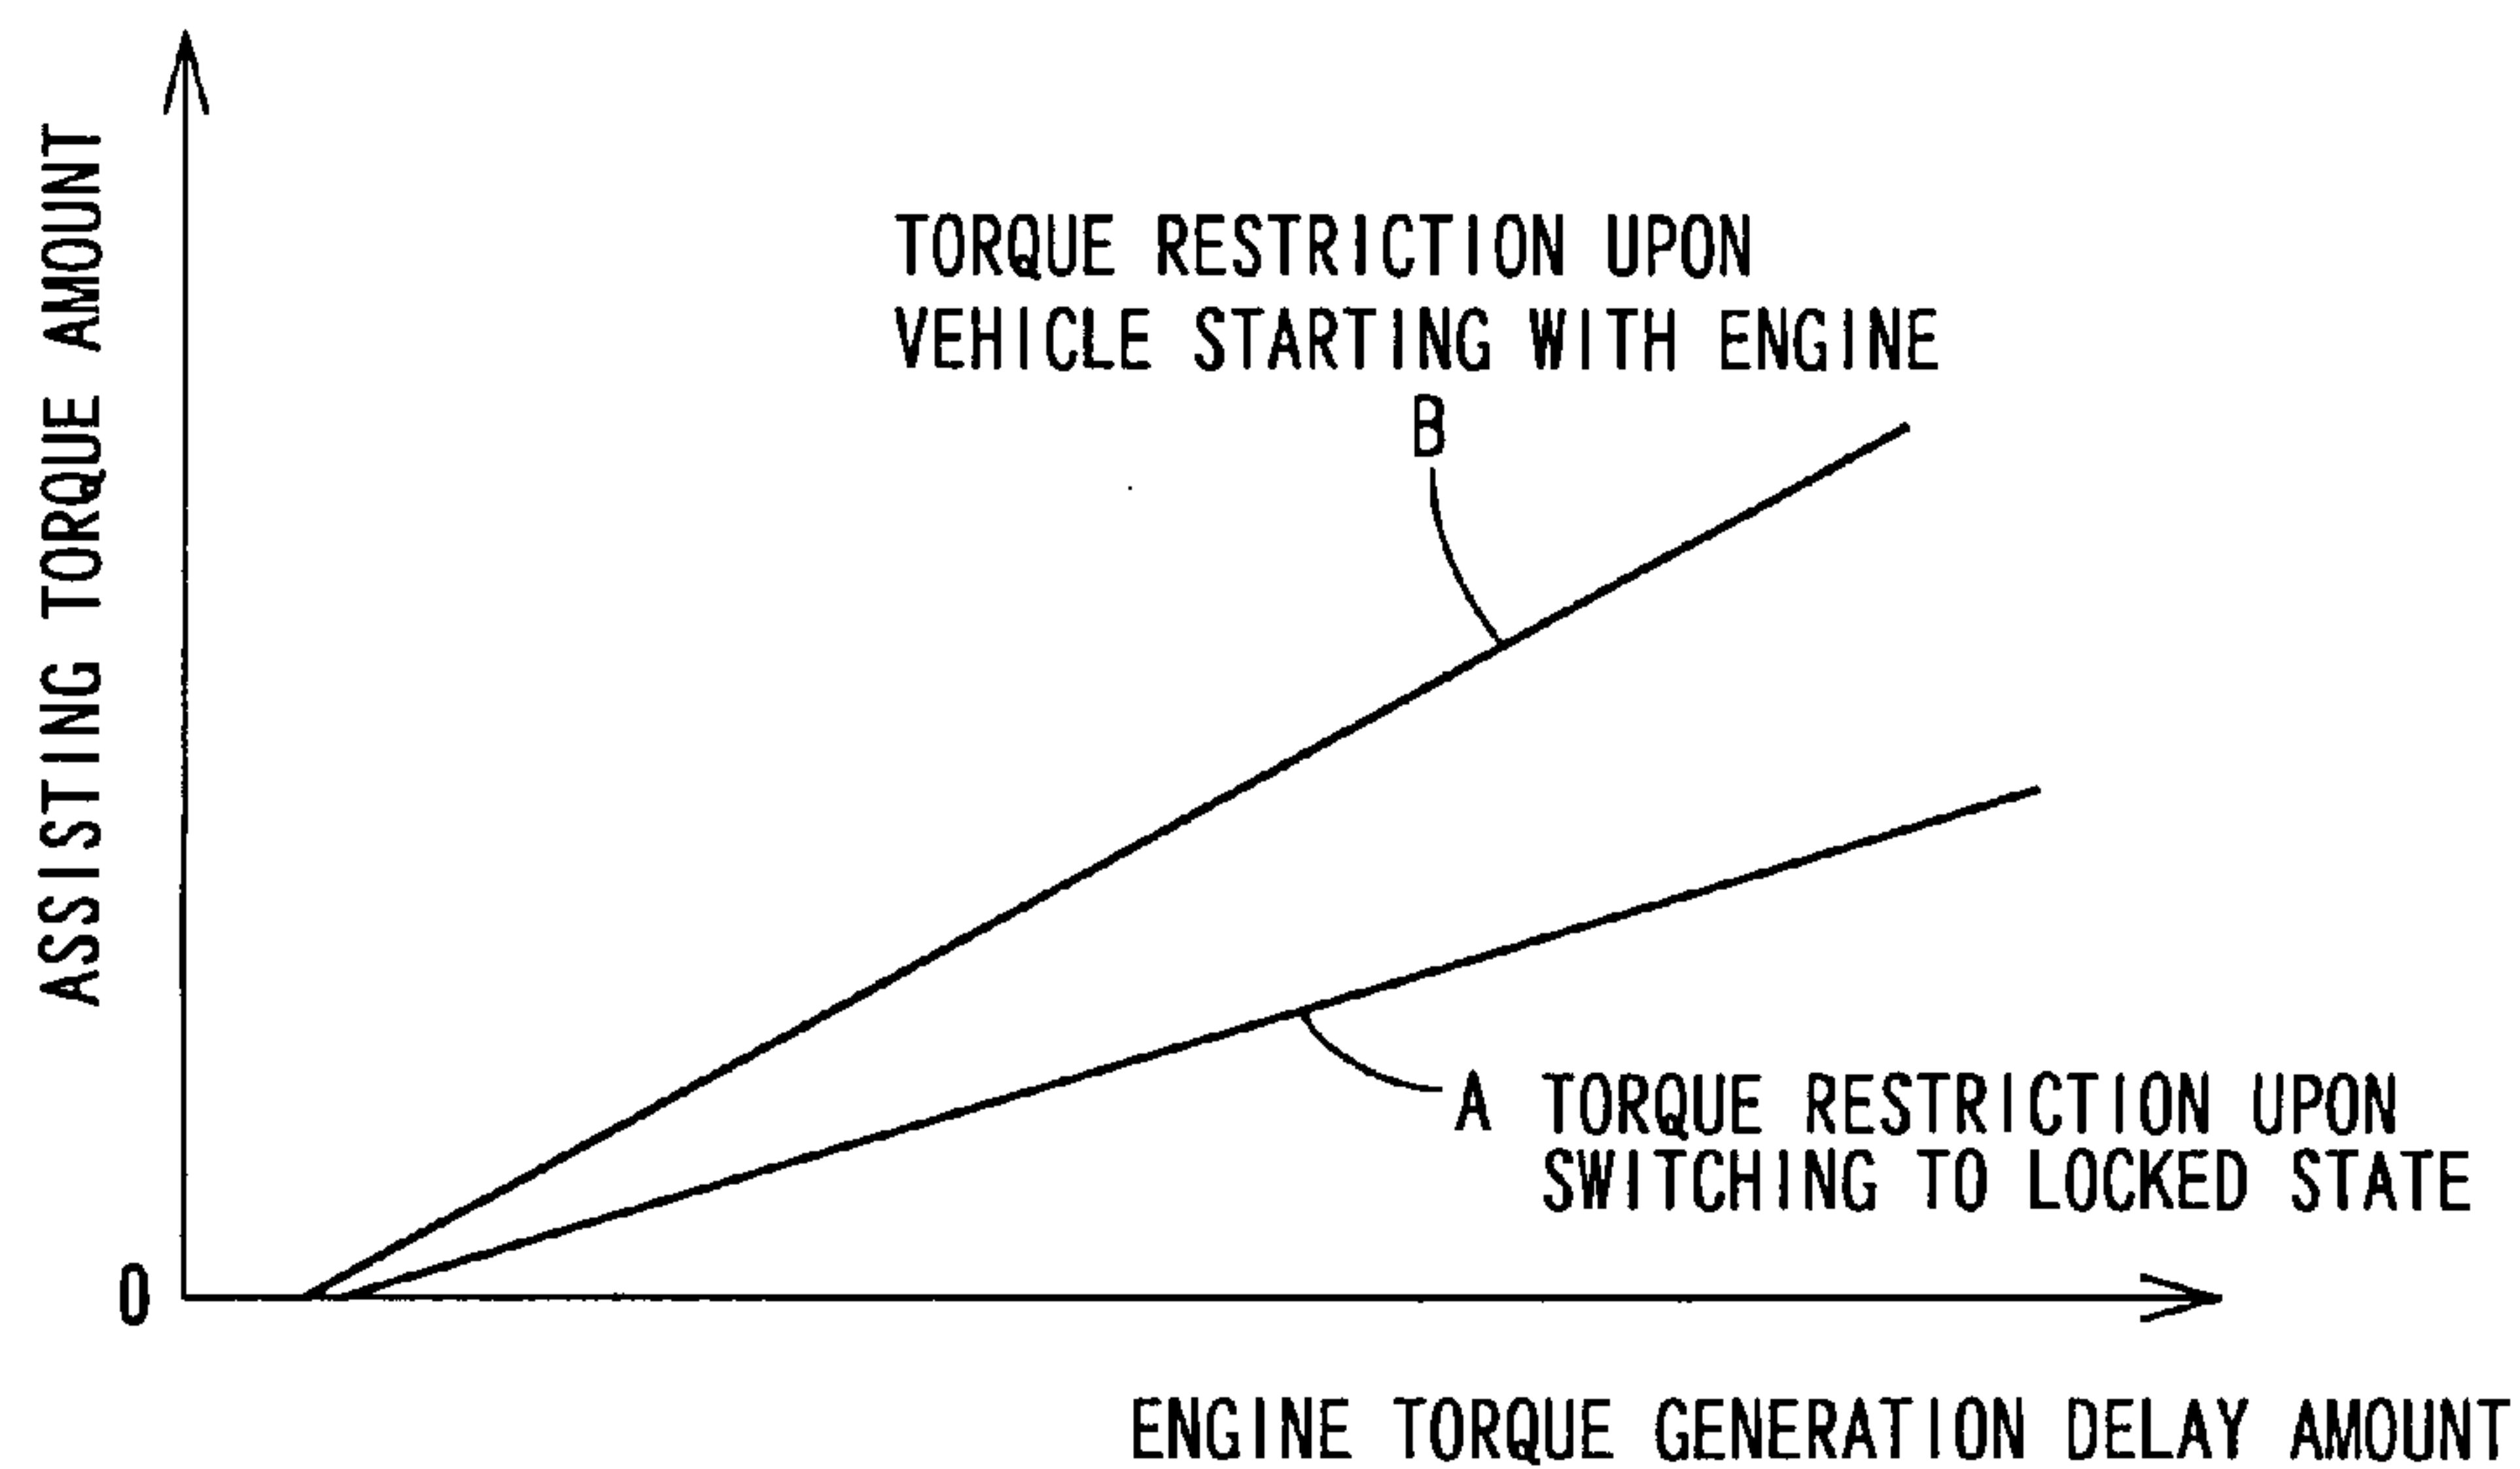 ASSISTING TORQUE AMOUNT
TORQUE RESTRICTION UPON
VEHICLE STARTING WITH ENGINE
B
A TORQUE RESTRICTION UPON
SWITCHING TO LOCKED STATE
0
ENGINE TORQUE GENERATION DELAY AMOUNT